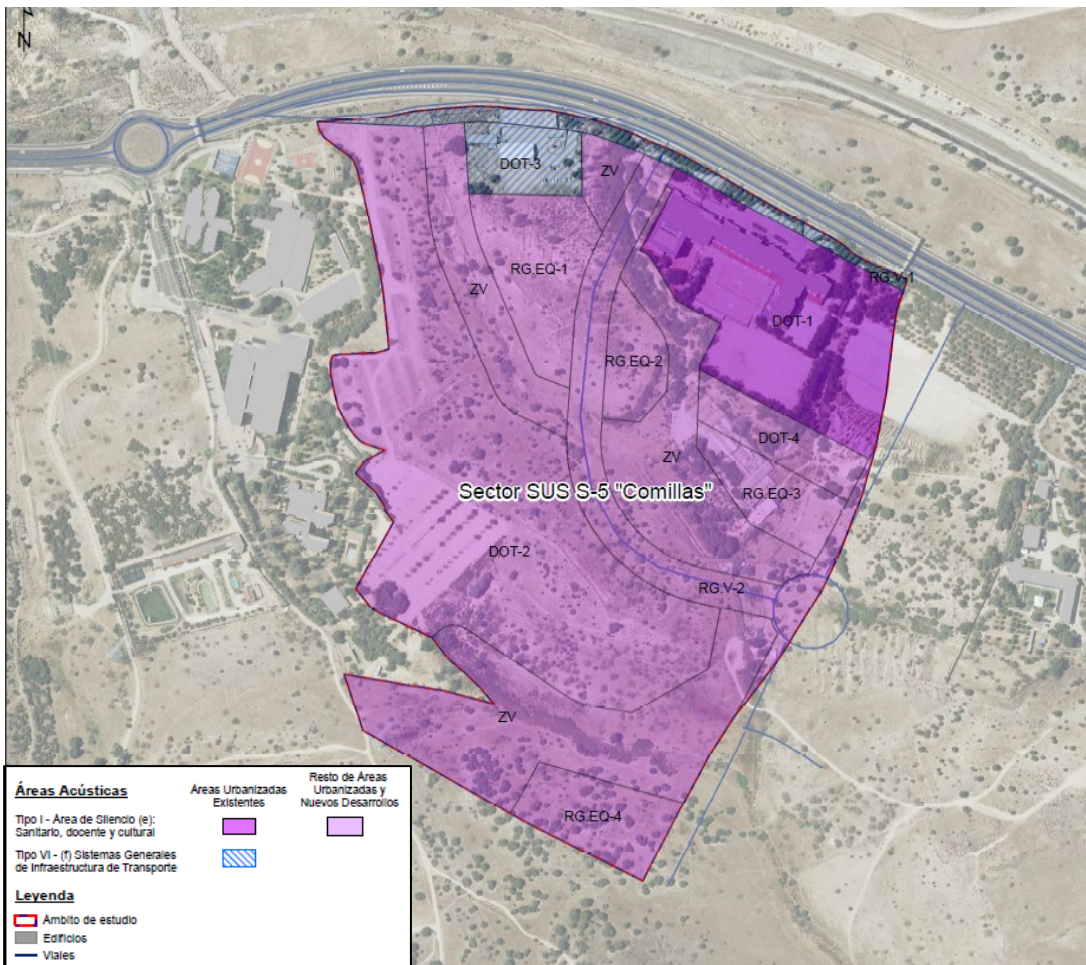 N
DOT-3
ZV
RG.V-1
RG.EQ-1
ZV
DOT-1
RG.EQ-2
DOT-4
ZV
Sector SUS S-5 "Comillas"
RG.EQ-3
DOT-2
RG.V-2
ZV
RG.EQ-4
Áreas Acústicas
Áreas Urbanizadas
Existentes
Resto de Áreas
Urbanizadas y
Nuevos Desarrollos
Tipo I - Área de Silencio (e):
Sanitario, docente y cultural
Tipo VI - (f) Sistemas Generales
de Infraestructura de Transporte
Leyenda
Ámbito de estudio
Edificios
Viales